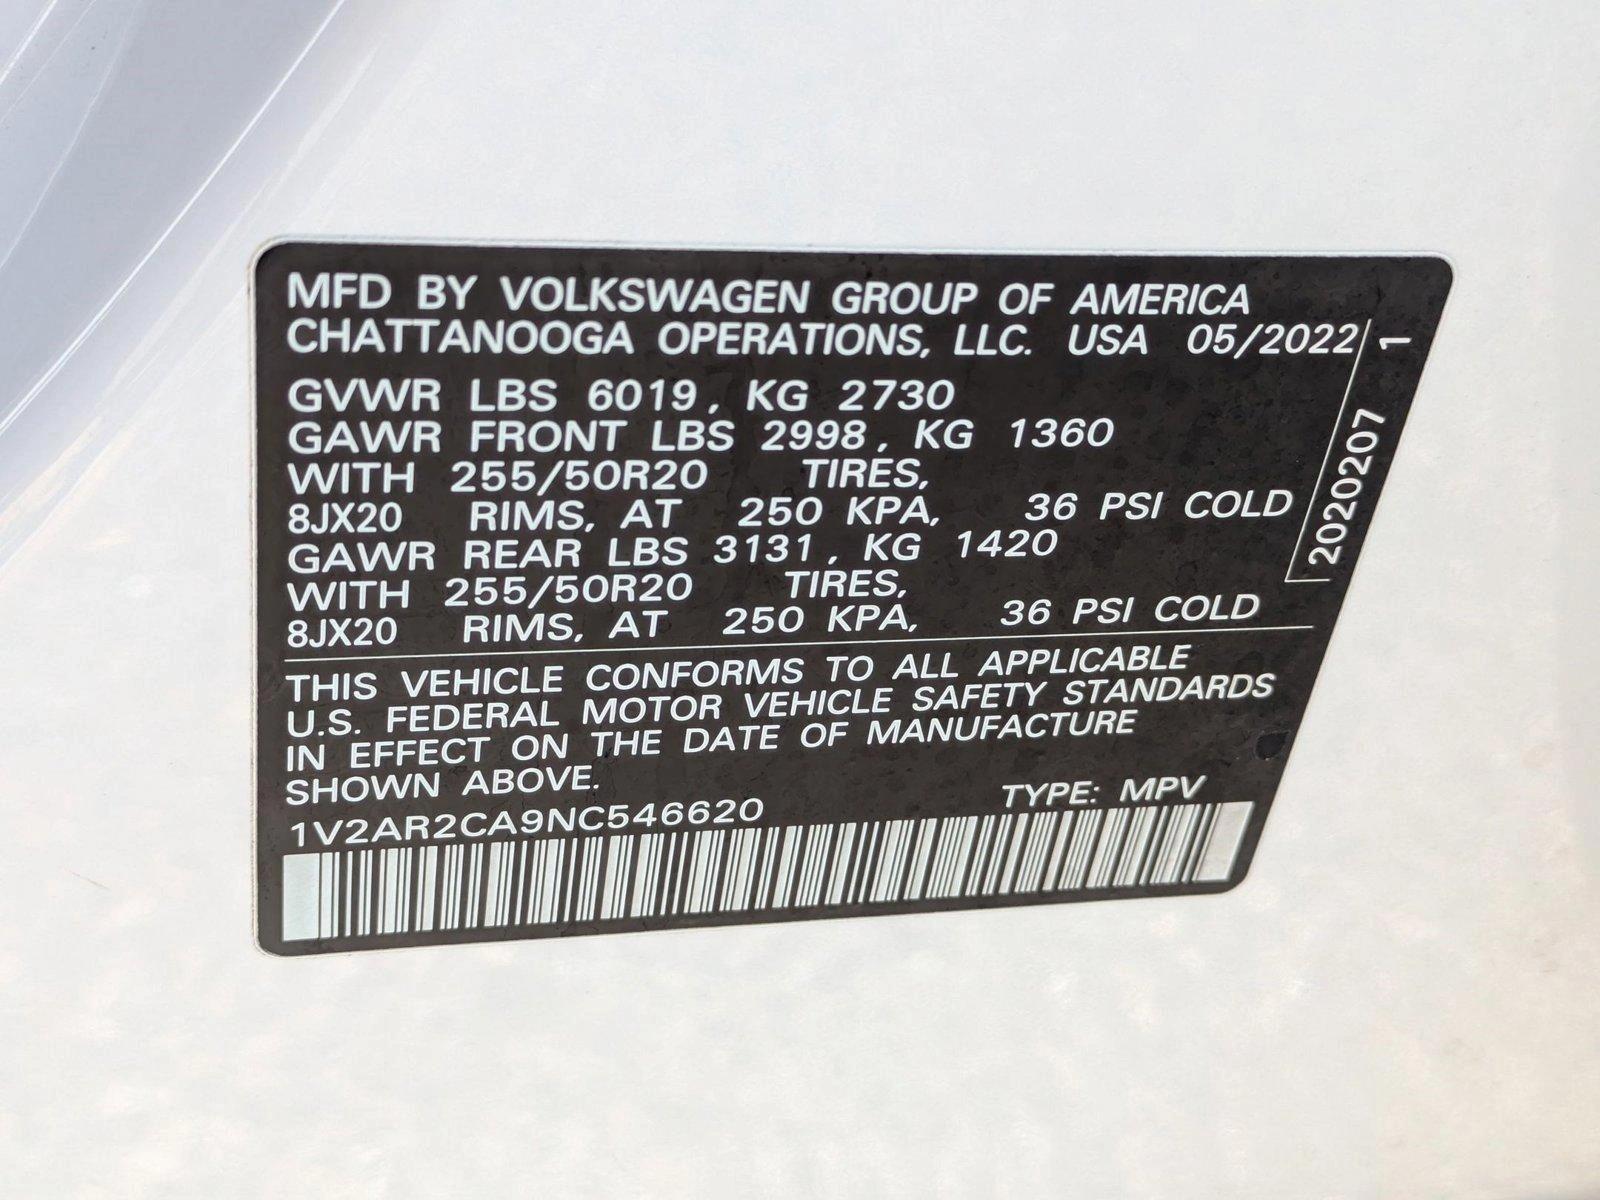 MFD BY VOLKSWAGEN GROUP OF AMERICA
CHATTANOOGA OPERATIONS, LLC. USA 05/2022
GVWR LBS 6019, KG 2730
GAWR FRONT LBS 2998, KG 1360
WITH 255/50R20 TIRES,
8JX20 RIMS, AT 250 KPA, 36 PSI COLD
GAWR REAR LBS 3131, KG 1420
WITH 255/50R20 TIRES,
8JX20 RIMS, AT 250 KPA, 36 PSI COLD
THIS VEHICLE CONFORMS TO ALL APPLICABLE
U.S. FEDERAL MOTOR VEHICLE SAFETY STANDARDS
IN EFFECT ON THE DATE OF MANUFACTURE
SHOWN ABOVE.
1V2AR2CA9NC546620 TYPE: MPV
2020207 1